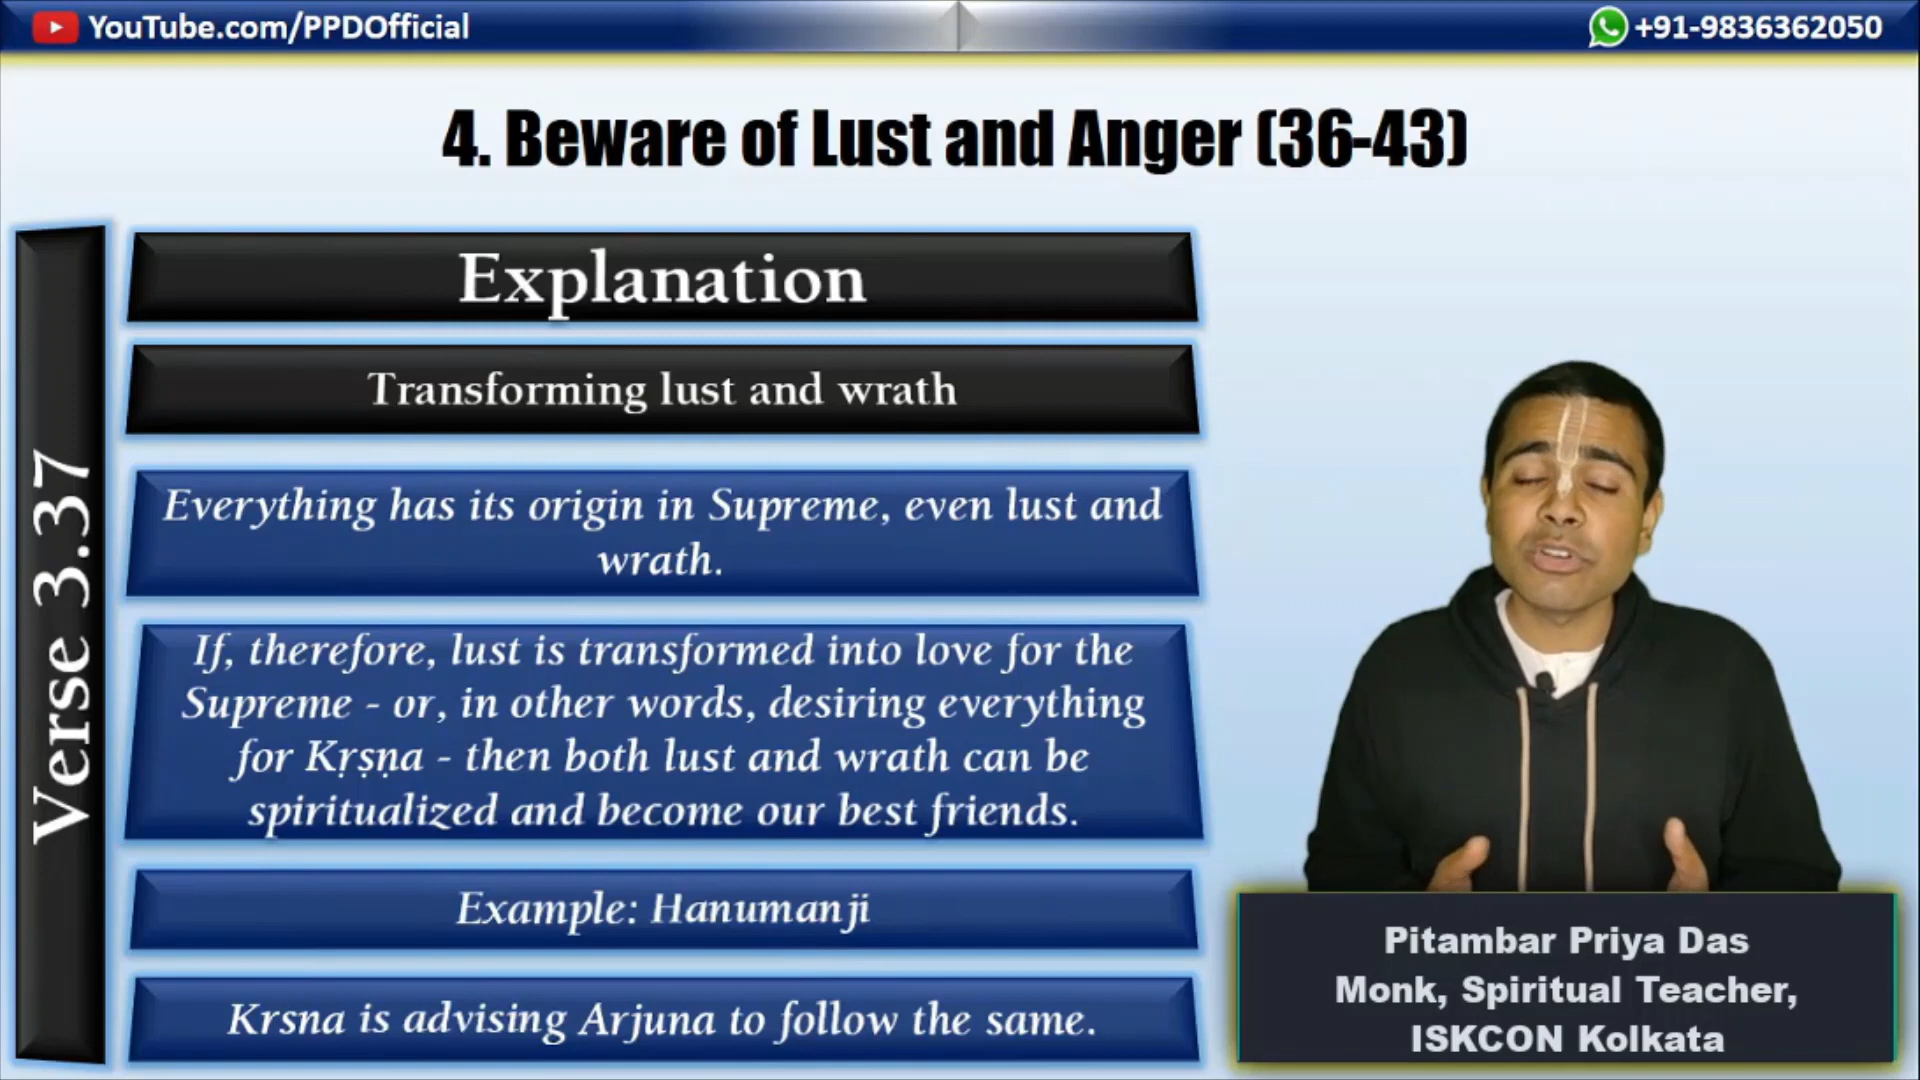 YouTube.com/PPDOfficial
+91-9836362050
4. Beware of Lust and Anger (36-43)
Verse 3.37
Explanation
Transforming lust and wrath
Everything has its origin in Supreme, even lust and
wrath.
If, therefore, lust is transformed into love for the
Supreme - or, in other words, desiring everything
for Kṛṣṇa - then both lust and wrath can be
spiritualized and become our best friends.
Example: Hanumanji
Krsna is advising Arjuna to follow the same.
Pitambar Priya Das
Monk, Spiritual Teacher,
ISKCON Kolkata